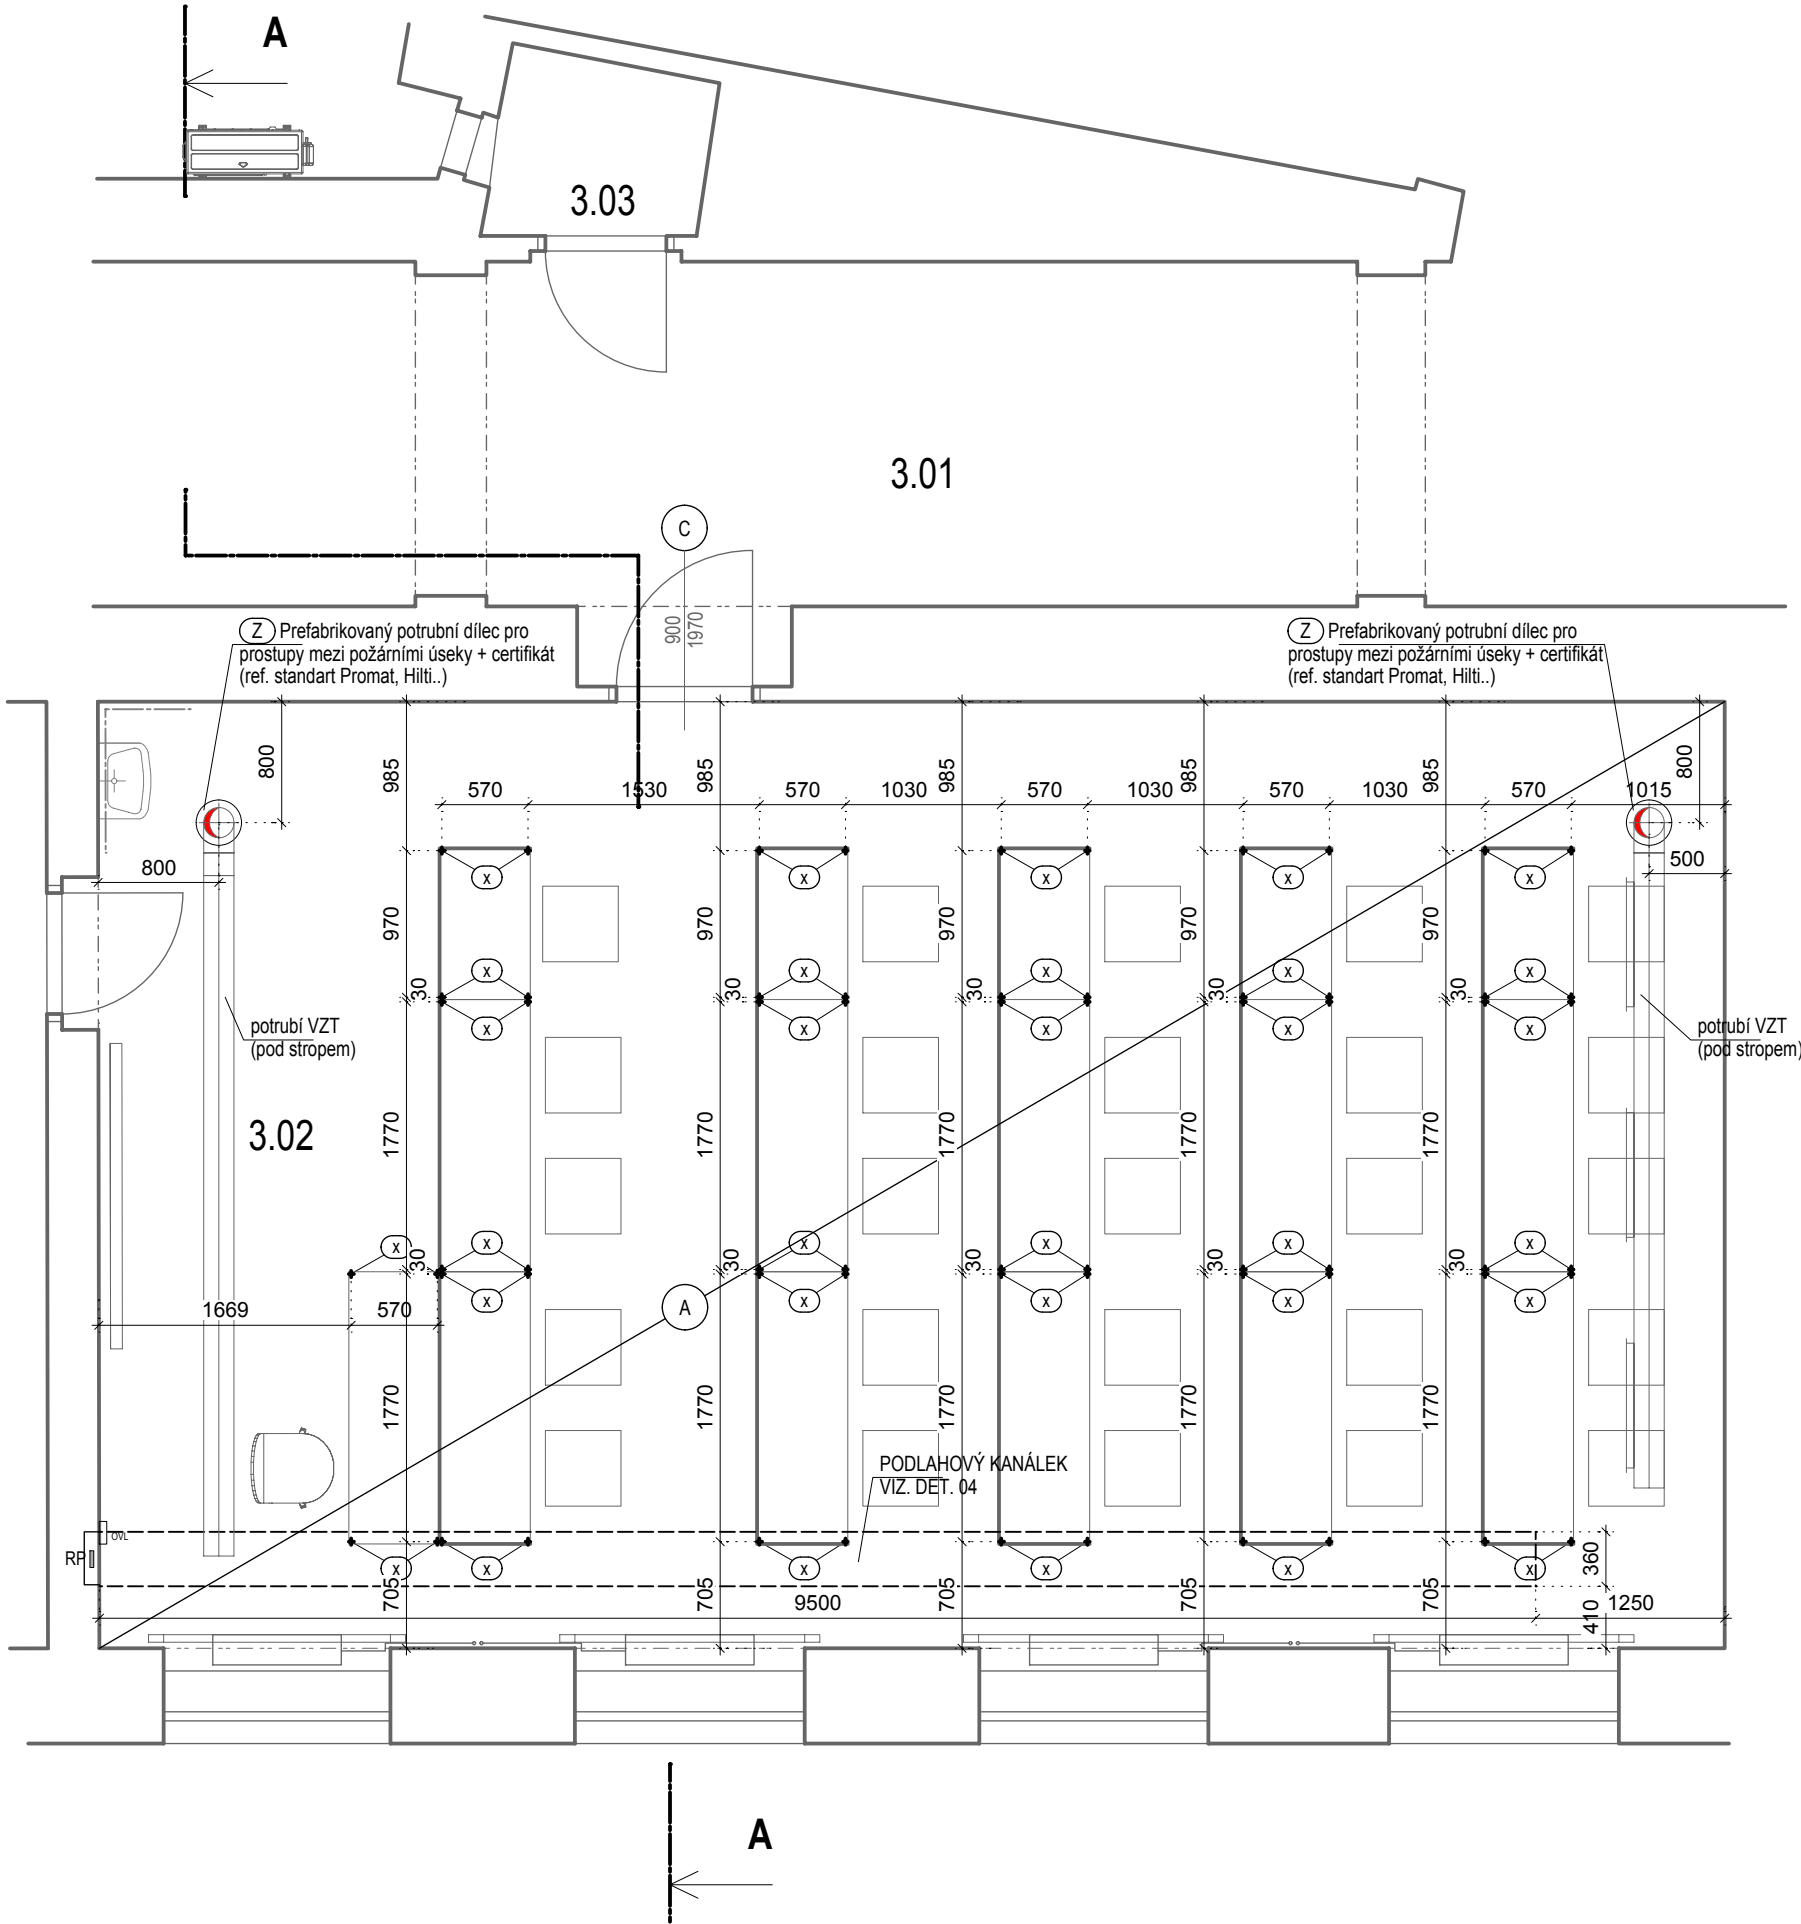 A
3.03
3.01
C
900
1970
Z Prefabrikovaný potrubní dílec pro
prostupy mezi požárními úseky + certifikát
(ref. standart Promat, Hilti..)
Z Prefabrikovaný potrubní dílec pro
prostupy mezi požárními úseky + certifikát
(ref. standart Promat, Hilti..)
800
985
985
985
985
985
800
570
1530
570
1030
570
1030
570
1030
570
1015
800
500
x
x
x
x
x
970
970
970
970
970
x
x
x
x
x
30
30
30
30
30
x
x
x
x
x
potrubí VZT
(pod stropem)
potrubí VZT
(pod stropem)
3.02
1770
1770
1770
1770
1770
x
x
x
x
x
x
30
30
30
30
30
x
x
x
x
x
1669
570
A
1770
1770
1770
1770
1770
PODLAHOVÝ KANÁLEK
VIZ. DET. 04
OVL
RP
x
x
x
x
x
x
360
705
705
705
705
705
9500
410
1250
A